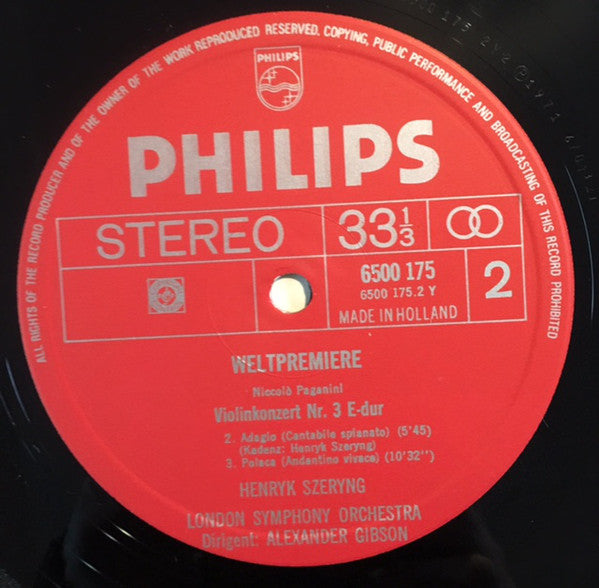 ALL RIGHTS OF THE RECORD PRODUCER AND OF THE OWNER OF THE WORK REPRODUCED RESERVED. COPYING, PUBLIC PERFORMANCE AND BROADCASTING OF THIS RECORD PROHIBITED
PHILIPS
PHILIPS
STEREO
33 1/3
6500 175
6500 175.2 Y
2
MADE IN HOLLAND
WELTPREMIERE
Niccolò Paganini
Violinkonzert Nr. 3 E-dur
2. Adagio (Cantabile spianato) (5'45)
(Kadenz: Henryk Szeryng)
3. Polaca (Andantino vivace) (10'32'')
HENRYK SZERYNG
LONDON SYMPHONY ORCHESTRA
Dirigent: ALEXANDER GIBSON